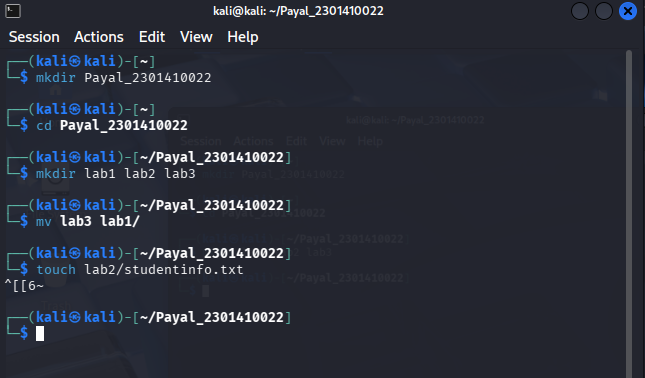 kali@kali: ~/Payal_2301410022
Session Actions Edit View Help
┌──(kali㉿kali)-[~]
└─$ mkdir Payal_2301410022
┌──(kali㉿kali)-[~]
└─$ cd Payal_2301410022
┌──(kali㉿kali)-[~/Payal_2301410022]
└─$ mkdir lab1 lab2 lab3
┌──(kali㉿kali)-[~/Payal_2301410022]
└─$ mv lab3 lab1/
┌──(kali㉿kali)-[~/Payal_2301410022]
└─$ touch lab2/studentinfo.txt
^[[6~
┌──(kali㉿kali)-[~/Payal_2301410022]
└─$